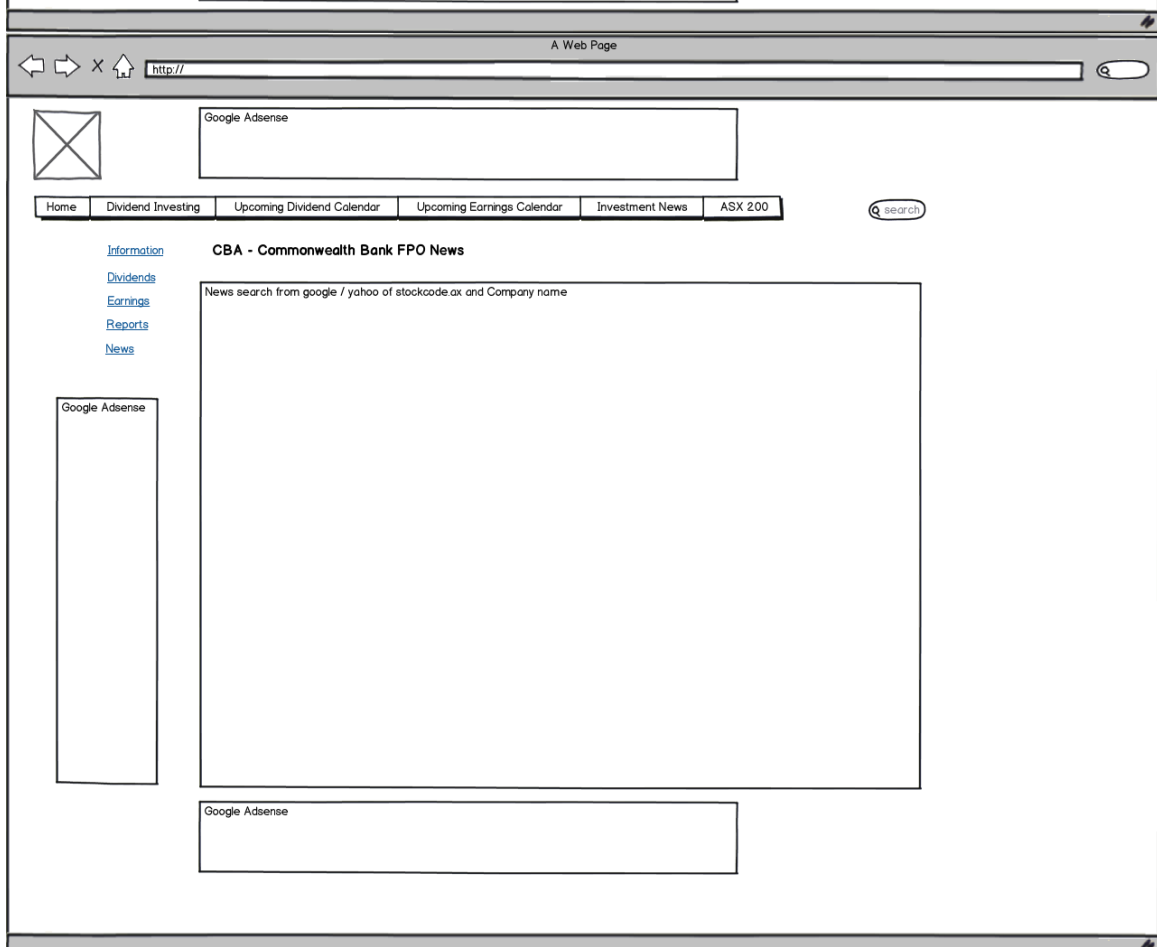 A Web Page
http://
Google Adsense
Home Dividend Investing Upcoming Dividend Calendar Upcoming Earnings Calendar Investment News ASX 200 search
Information
Dividends
Earnings
Reports
News
CBA - Commonwealth Bank FPO News
News search from google / yahoo of stockcode.ax and Company name
Google Adsense
Google Adsense